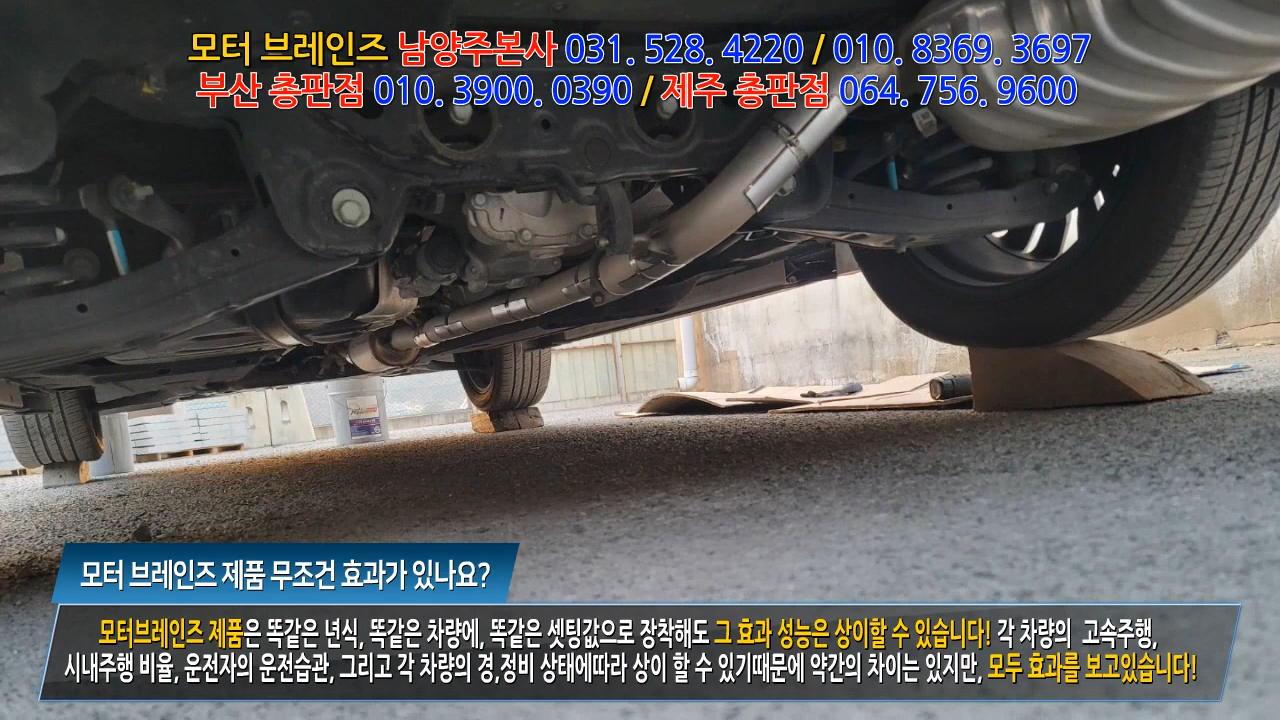 모터 브레인즈 남양주본사 031. 528. 4220 / 010. 8369. 3697
부산 총판점 010. 3900. 0390 / 제주 총판점 064. 756. 9600
모터 브레인즈 제품 무조건 효과가 있나요?
모터브레인즈 제품은 똑같은 년식, 똑같은 차량에, 똑같은 셋팅값으로 장착해도 그 효과 성능은 상이할 수 있습니다! 각 차량의 고속주행,
시내주행 비율, 운전자의 운전습관, 그리고 각 차량의 경,정비 상태에따라 상이 할 수 있기때문에 약간의 차이는 있지만, 모두 효과를 보고있습니다!